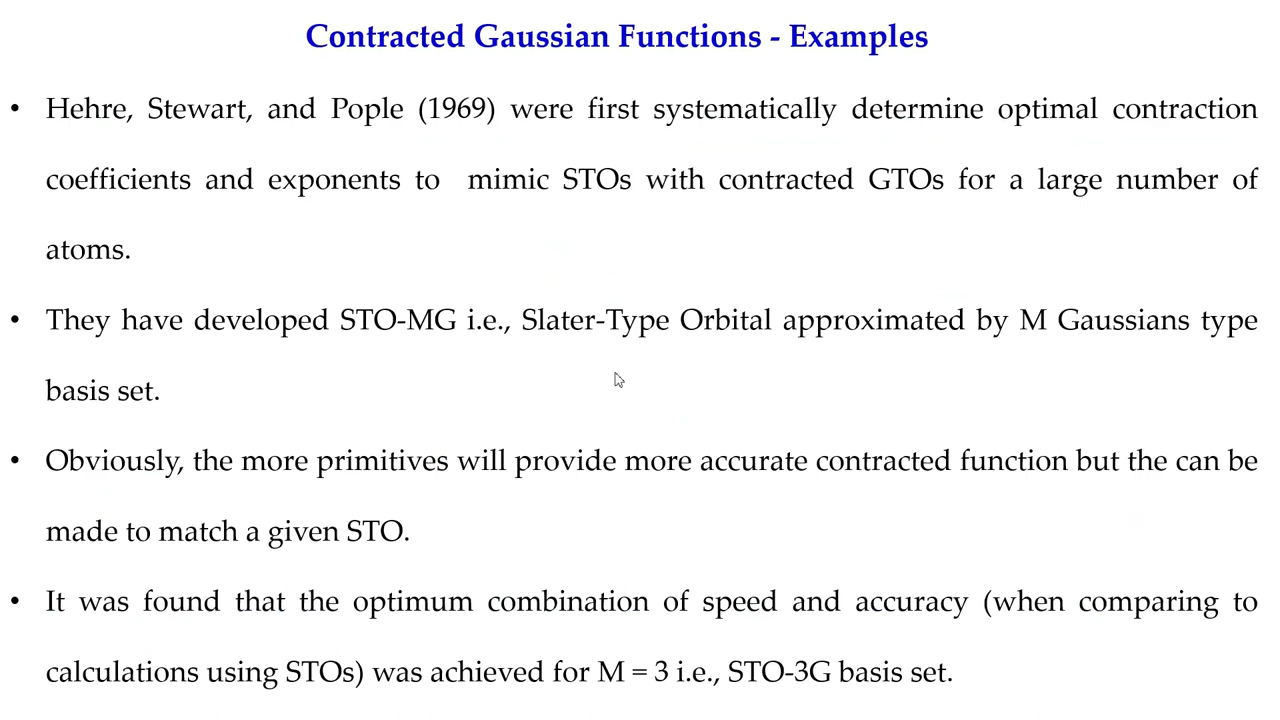 Contracted Gaussian Functions - Examples
• Hehre, Stewart, and Pople (1969) were first systematically determine optimal contraction
coefficients and exponents to mimic STOs with contracted GTOs for a large number of
atoms.
• They have developed STO-MG i.e., Slater-Type Orbital approximated by M Gaussians type
basis set.
• Obviously, the more primitives will provide more accurate contracted function but the can be
made to match a given STO.
• It was found that the optimum combination of speed and accuracy (when comparing to
calculations using STOs) was achieved for M = 3 i.e., STO-3G basis set.